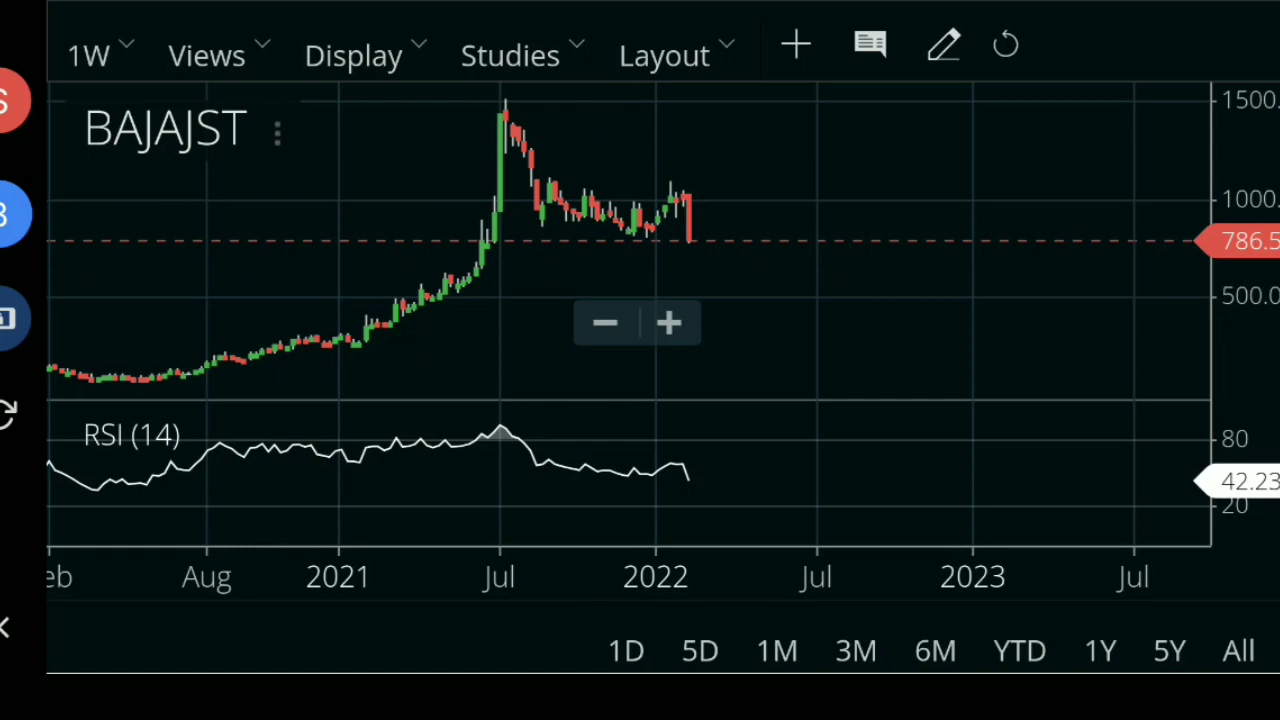 1W Views Display Studies Layout
BAJAJST
1500.
1000.
786.5
500.0
RSI (14)
80
42.23
20
eb Aug 2021 Jul 2022 Jul 2023 Jul
1D 5D 1M 3M 6M YTD 1Y 5Y All